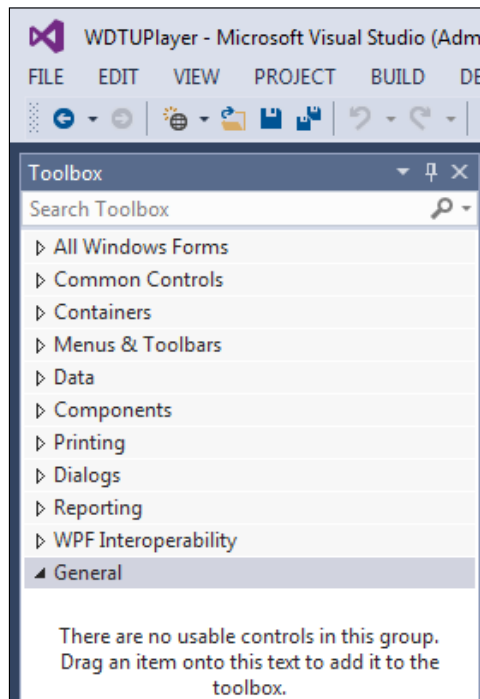 WDTUPlayer - Microsoft Visual Studio (Adm
FILE EDIT VIEW PROJECT BUILD DE
Toolbox
Search Toolbox
All Windows Forms
Common Controls
Containers
Menus & Toolbars
Data
Components
Printing
Dialogs
Reporting
WPF Interoperability
General
There are no usable controls in this group.
Drag an item onto this text to add it to the
toolbox.